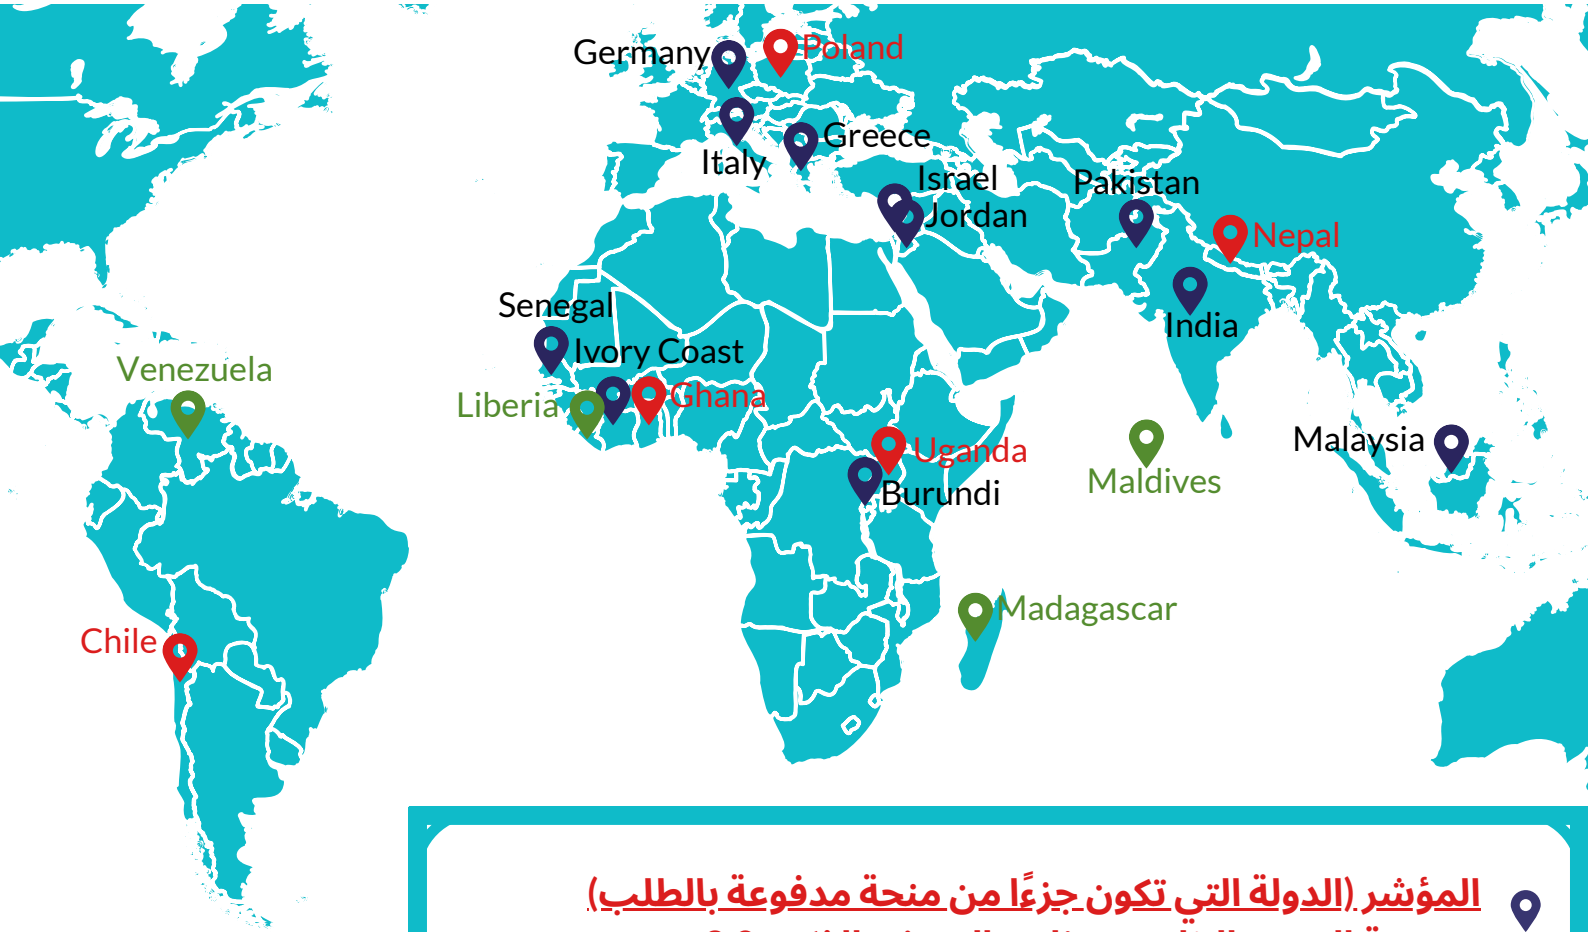 Germany
Poland
Italy
Greece
Israel
Jordan
Pakistan
Nepal
India
Senegal
Ivory Coast
Ghana
Liberia
Venezuela
Uganda
Burundi
Maldives
Malaysia
Madagascar
Chile
المؤشر (الدولة التي تكون جزءًا من منحة مدفوعة بالطلب)